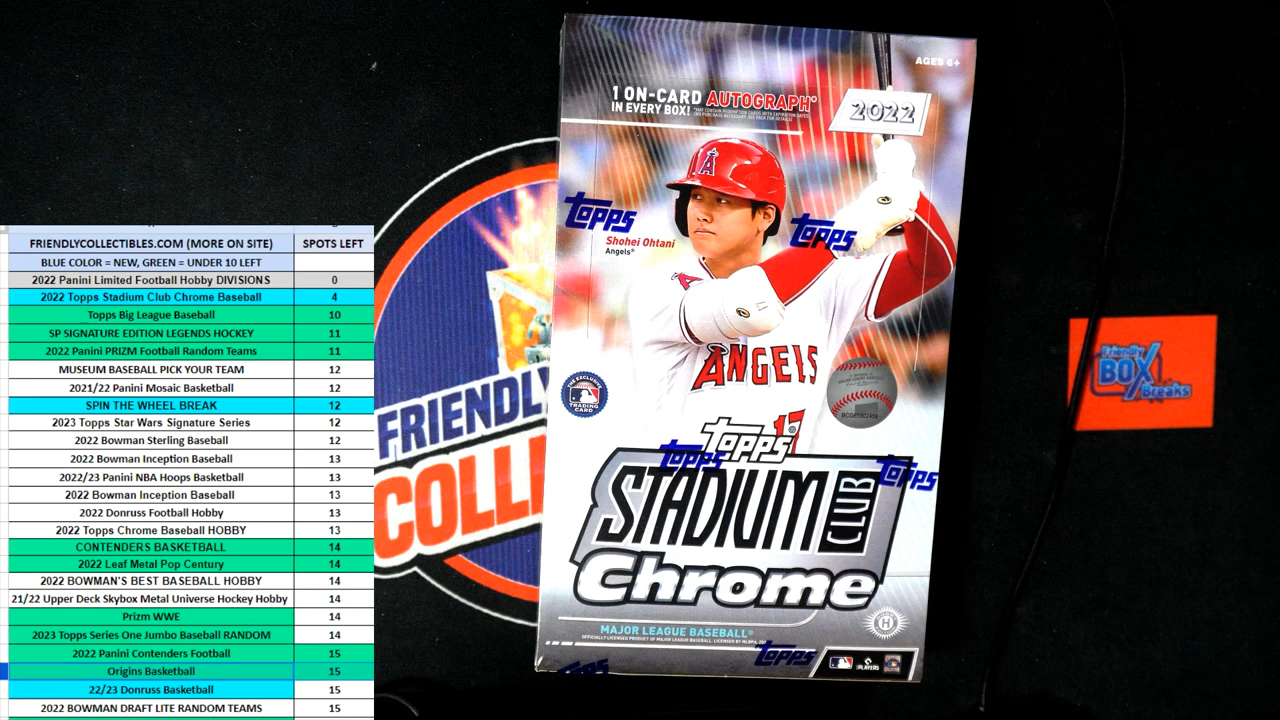 FRIENDLYCOLLECTIBLES.COM (MORE ON SITE) SPOTS LEFT
BLUE COLOR = NEW, GREEN = UNDER 10 LEFT
2022 Panini Limited Football Hobby DIVISIONS 0
2022 Topps Stadium Club Chrome Baseball 4
Topps Big League Baseball 10
SP SIGNATURE EDITION LEGENDS HOCKEY 11
2022 Panini PRIZM Football Random Teams 11
MUSEUM BASEBALL PICK YOUR TEAM 12
2021/22 Panini Mosaic Basketball 12
SPIN THE WHEEL BREAK 12
2023 Topps Star Wars Signature Series 12
2022 Bowman Sterling Baseball 12
2022 Bowman Inception Baseball 13
2022/23 Panini NBA Hoops Basketball 13
2022 Bowman Inception Baseball 13
2022 Donruss Football Hobby 13
2022 Topps Chrome Baseball HOBBY 13
CONTENDERS BASKETBALL 14
2022 Leaf Metal Pop Century 14
2022 BOWMAN'S BEST BASEBALL HOBBY 14
21/22 Upper Deck Skybox Metal Universe Hockey Hobby 14
Prizm WWE 14
2023 Topps Series One Jumbo Baseball RANDOM 14
2022 Panini Contenders Football 15
Origins Basketball 15
22/23 Donruss Basketball 15
2022 BOWMAN DRAFT LITE RANDOM TEAMS 15
FRIENDLY
COLL
AGES 6+
1 ON-CARD AUTOGRAPH®
IN EVERY BOX!
2022
A
topps
topps
Shohei Ohtani
Angels®
ANGELS
17
THE EXCLUSIVE
TRADING
CARD
topps
topps
topps
STADIUM
CLUB
Chrome
H
MAJOR LEAGUE BASEBALL®
topps
PLAYERS
Friendly
BOX
Breaks